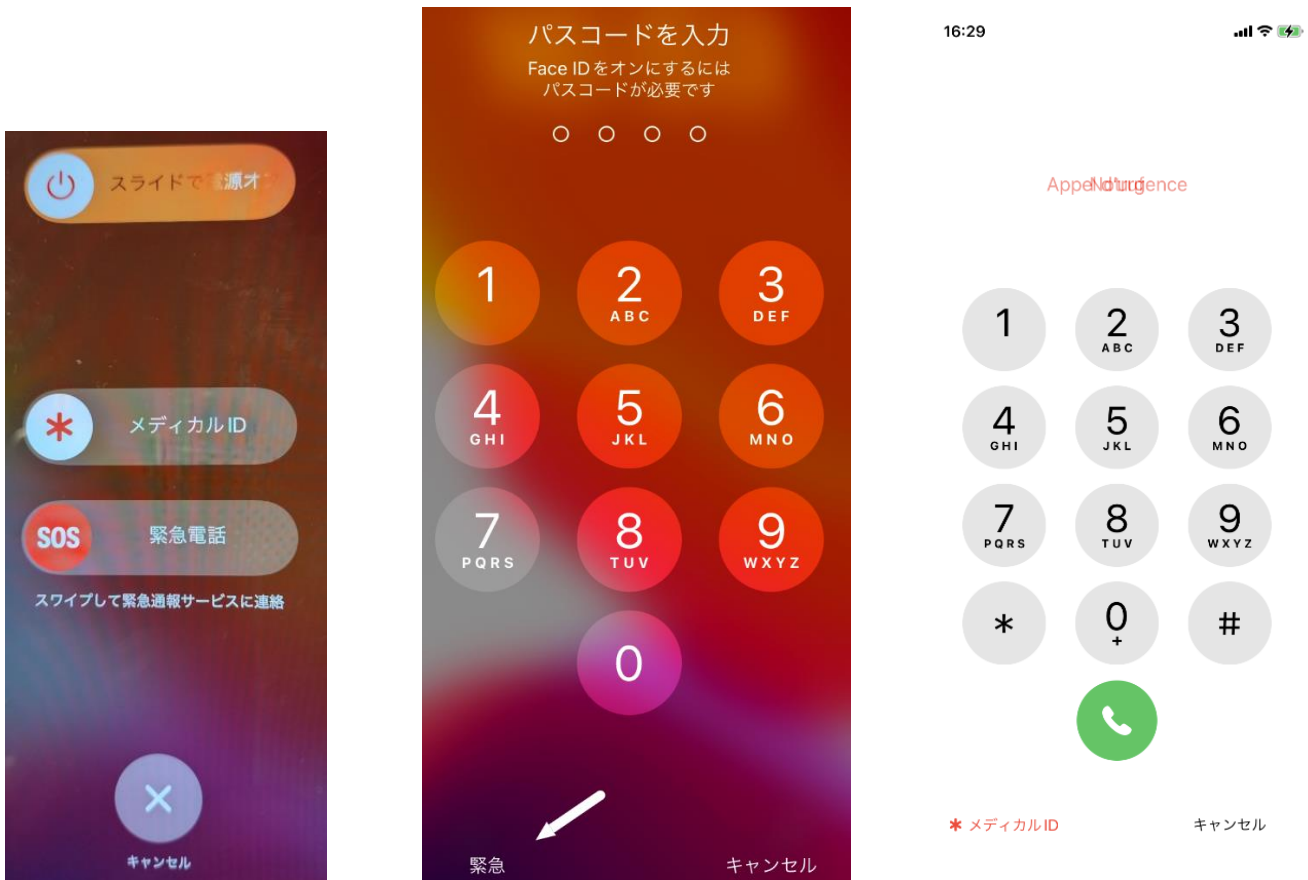 スライドで電源オフ
メディカルID
SOS
緊急電話
スワイプして緊急通報サービスに連絡
キャンセル
パスコードを入力
Face IDをオンにするには
パスコードが必要です
1
2
ABC
3
DEF
4
GHI
5
JKL
6
MNO
7
PQRS
8
TUV
9
WXYZ
0
緊急
キャンセル
16:29
1
2
ABC
3
DEF
4
GHI
5
JKL
6
MNO
7
PQRS
8
TUV
9
WXYZ
*
0
+
#
* メディカルID
キャンセル